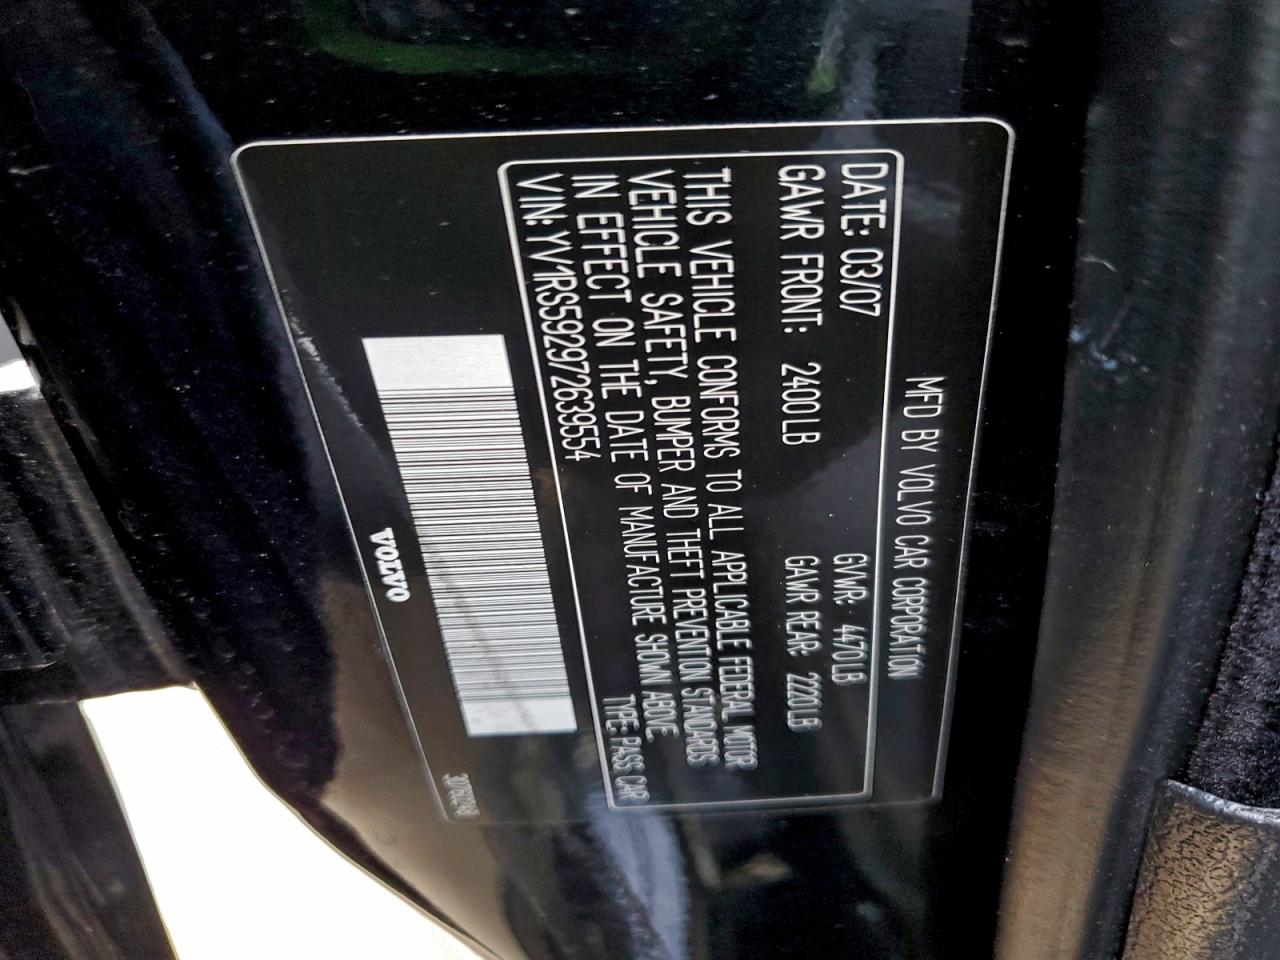 MFD BY VOLVO CAR CORPORATION
DATE: 03/07 GVWR: 4470LB
GAWR FRONT: 2400LB GAWR REAR: 2220LB
THIS VEHICLE CONFORMS TO ALL APPLICABLE FEDERAL MOTOR
VEHICLE SAFETY, BUMPER AND THEFT PREVENTION STANDARDS
IN EFFECT ON THE DATE OF MANUFACTURE SHOWN ABOVE.
VIN: YV1RS592972639554 TYPE: PASS CAR
VOLVO